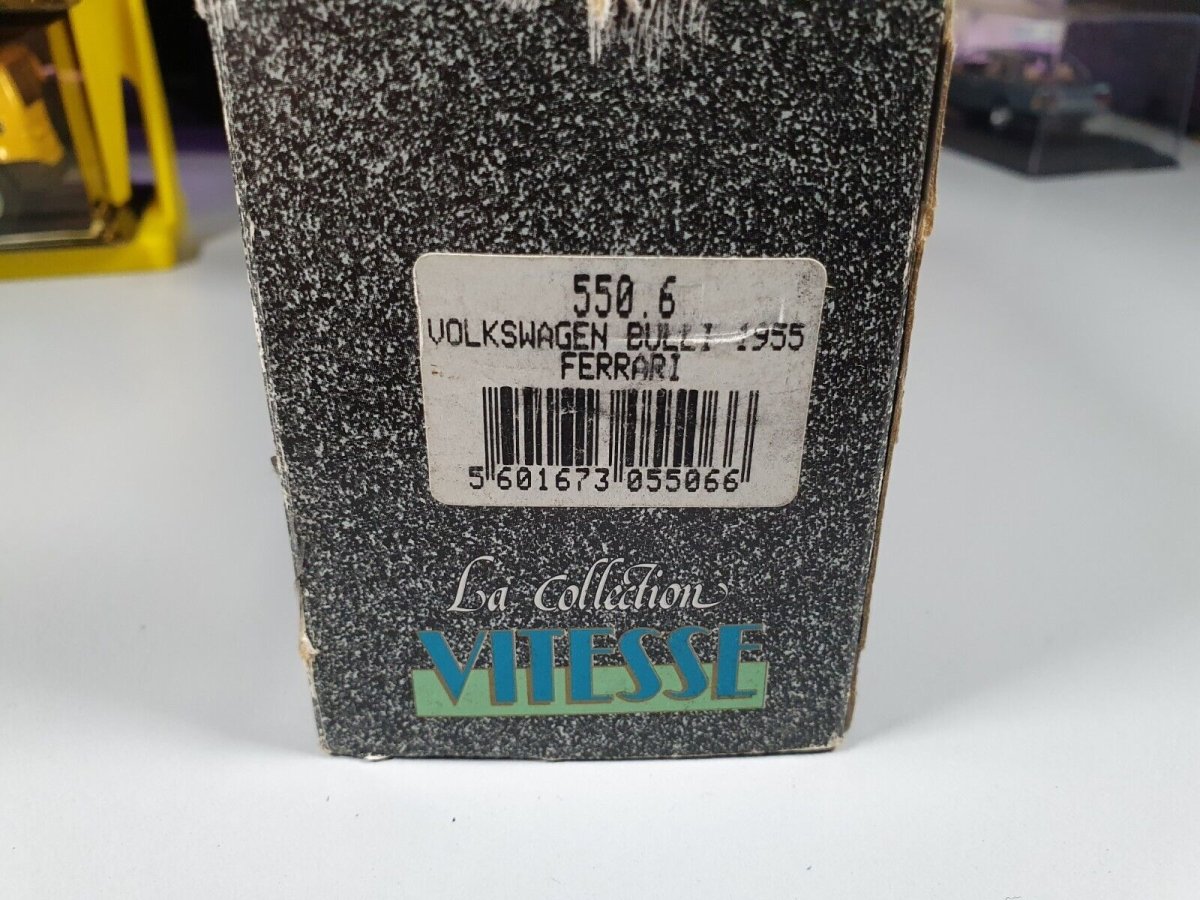 550.6
VOLKSWAGEN BULLI 1955
FERRARI
5 601673 055066
La Collection
VITESSE